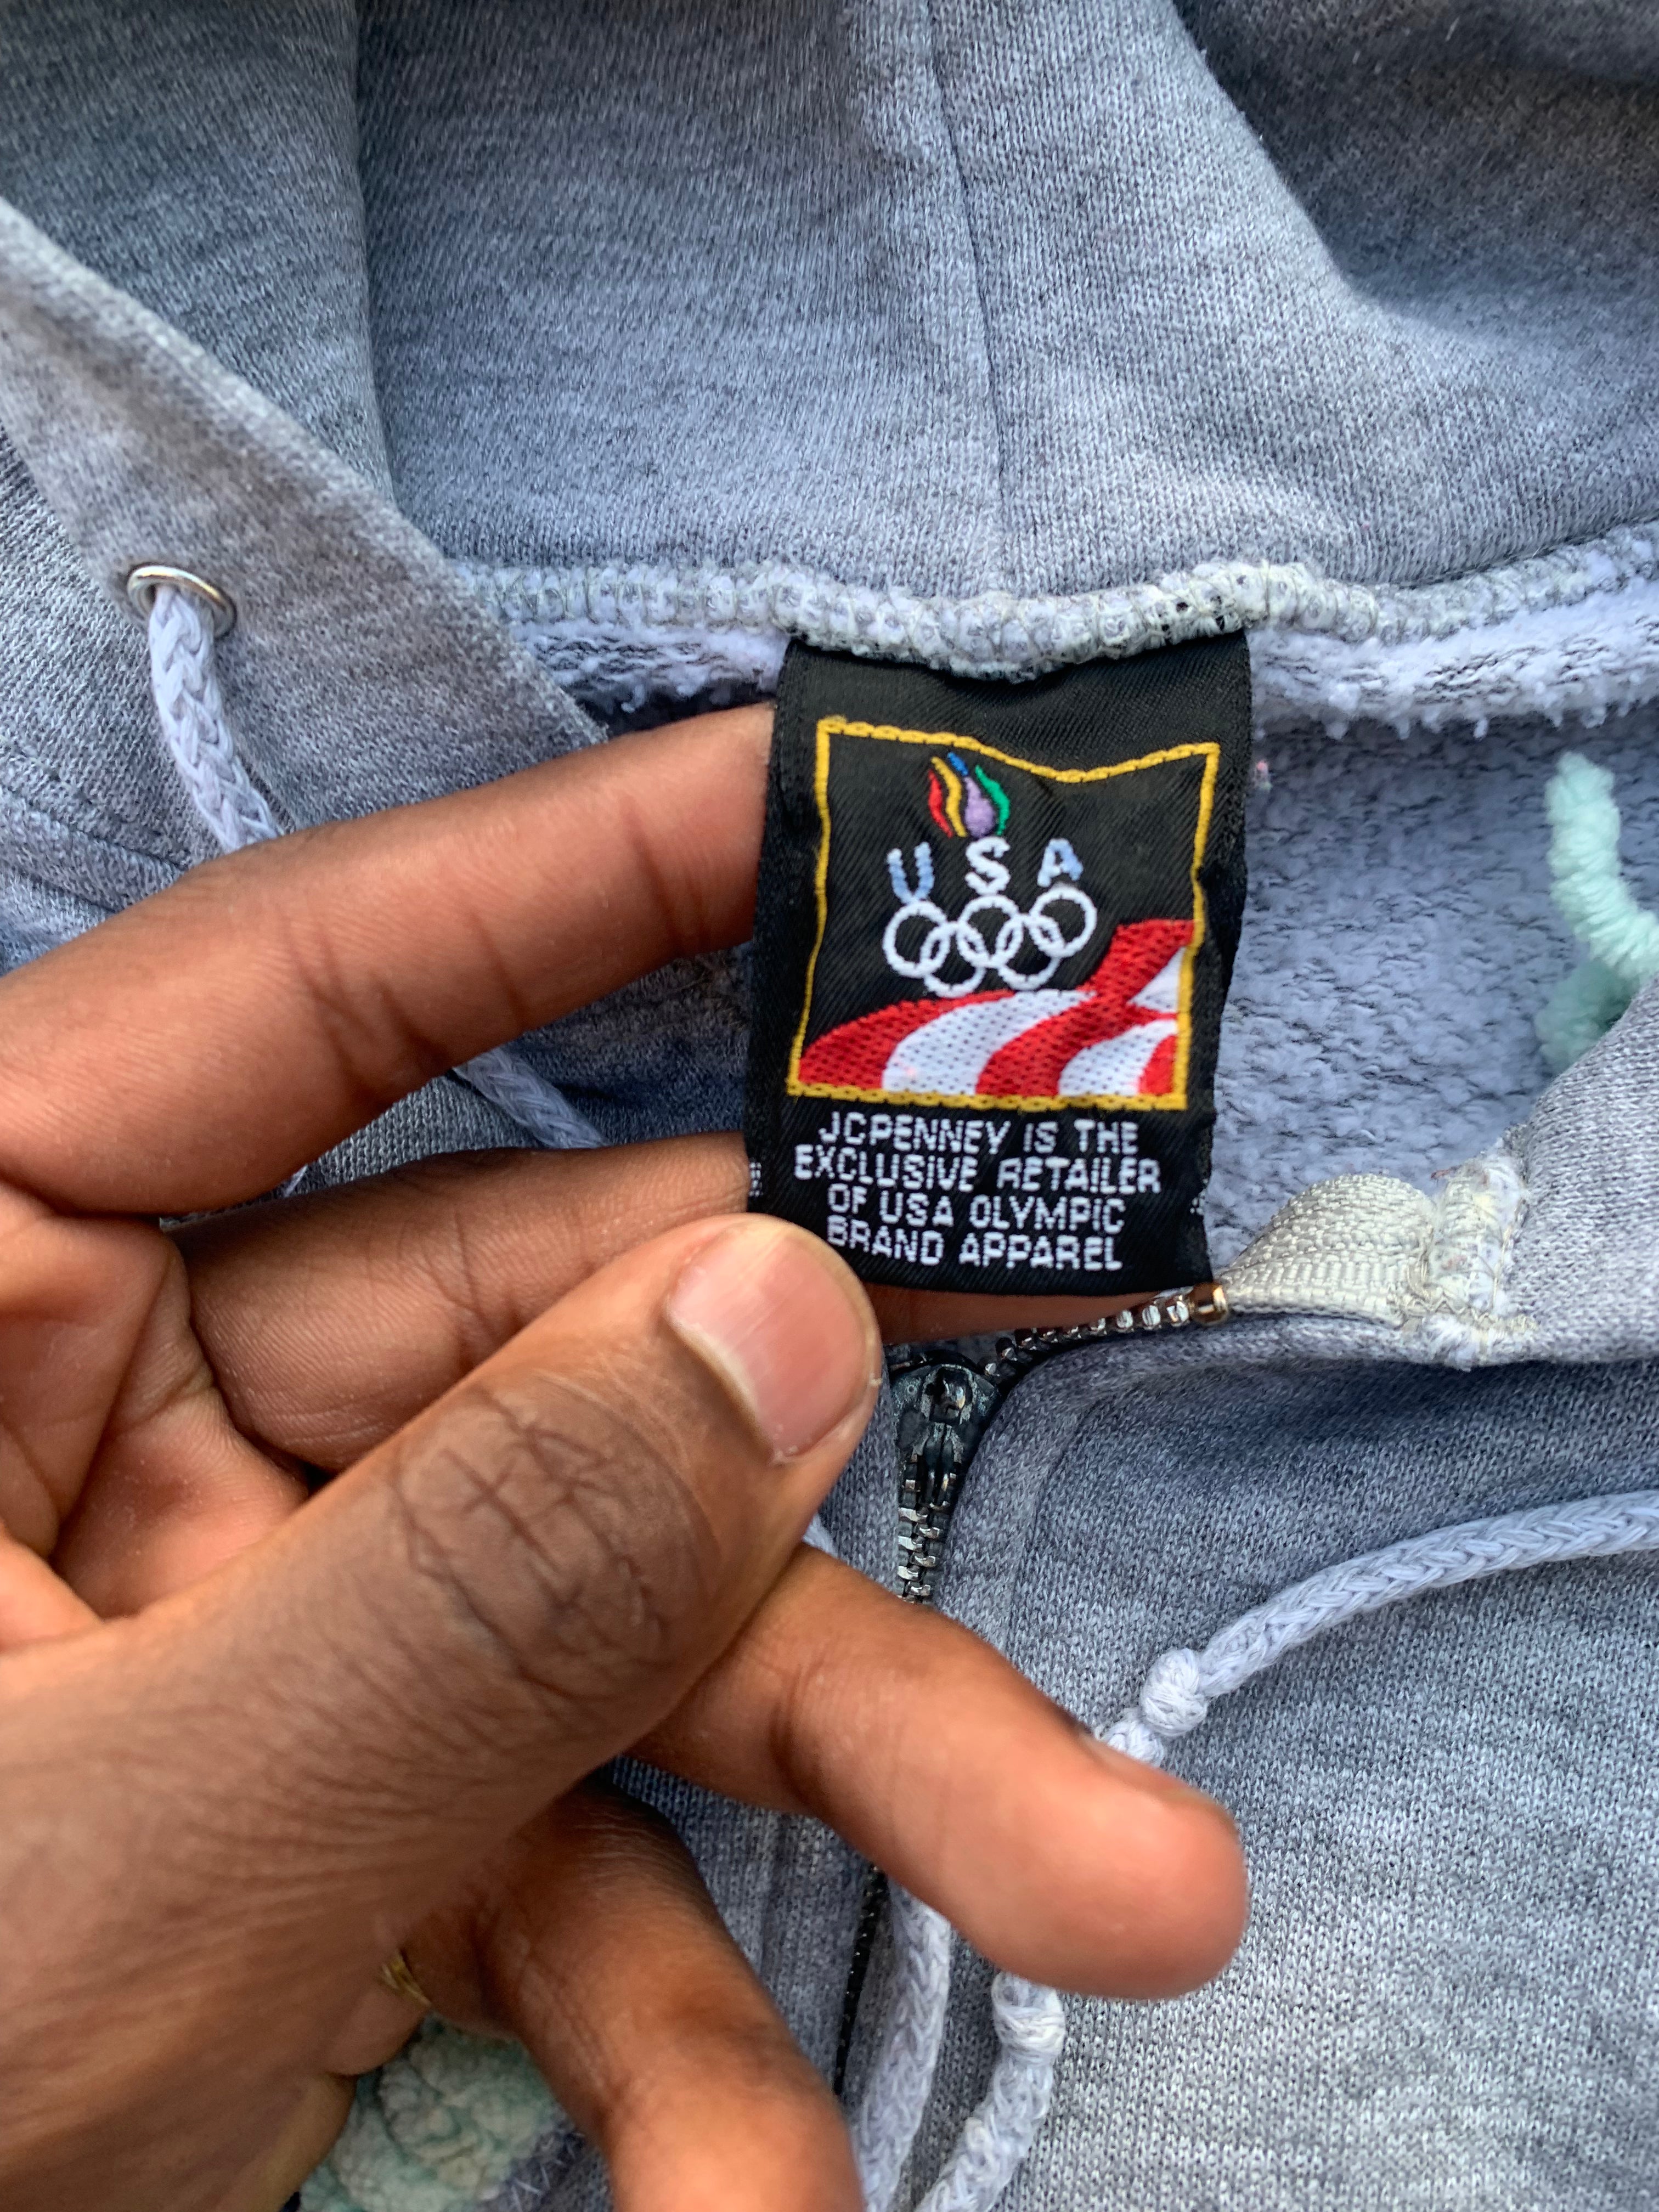 USA
JCPENNEY IS THE
EXCLUSIVE RETAILER
OF USA OLYMPIC
BRAND APPAREL